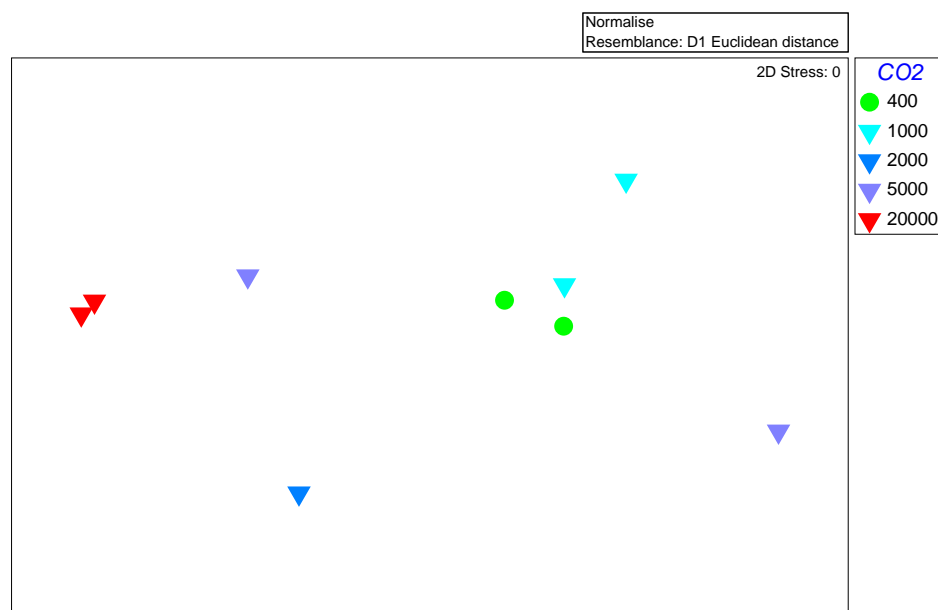 Normalise
Resemblance: D1 Euclidean distance
2D Stress: 0
CO2
400
1000
2000
5000
20000